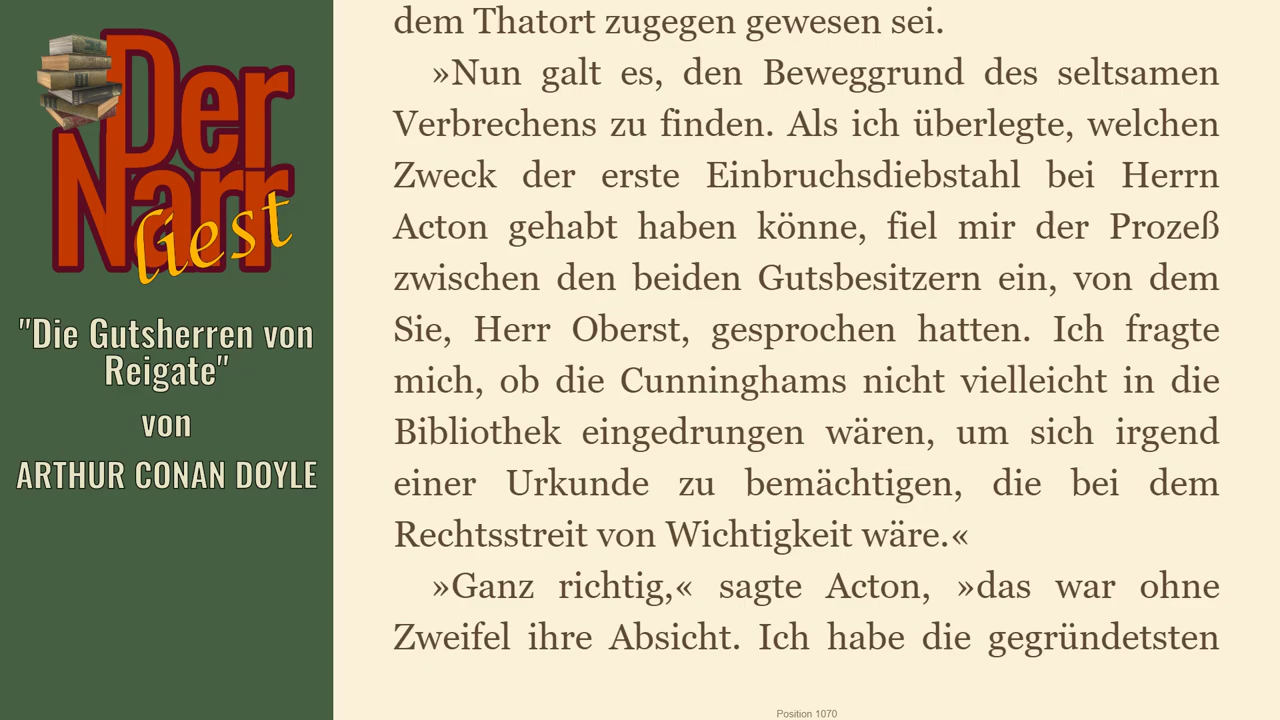 Der
Narr
liest
"Die Gutsherren von
Reigate"
von
ARTHUR CONAN DOYLE
dem Thatort zugegen gewesen sei.
»Nun galt es, den Beweggrund des seltsamen
Verbrechens zu finden. Als ich überlegte, welchen
Zweck der erste Einbruchsdiebstahl bei Herrn
Acton gehabt haben könne, fiel mir der Prozeß
zwischen den beiden Gutsbesitzern ein, von dem
Sie, Herr Oberst, gesprochen hatten. Ich fragte
mich, ob die Cunninghams nicht vielleicht in die
Bibliothek eingedrungen wären, um sich irgend
einer Urkunde zu bemächtigen, die bei dem
Rechtsstreit von Wichtigkeit wäre.«
»Ganz richtig,« sagte Acton, »das war ohne
Zweifel ihre Absicht. Ich habe die gegründetsten
Position 1070